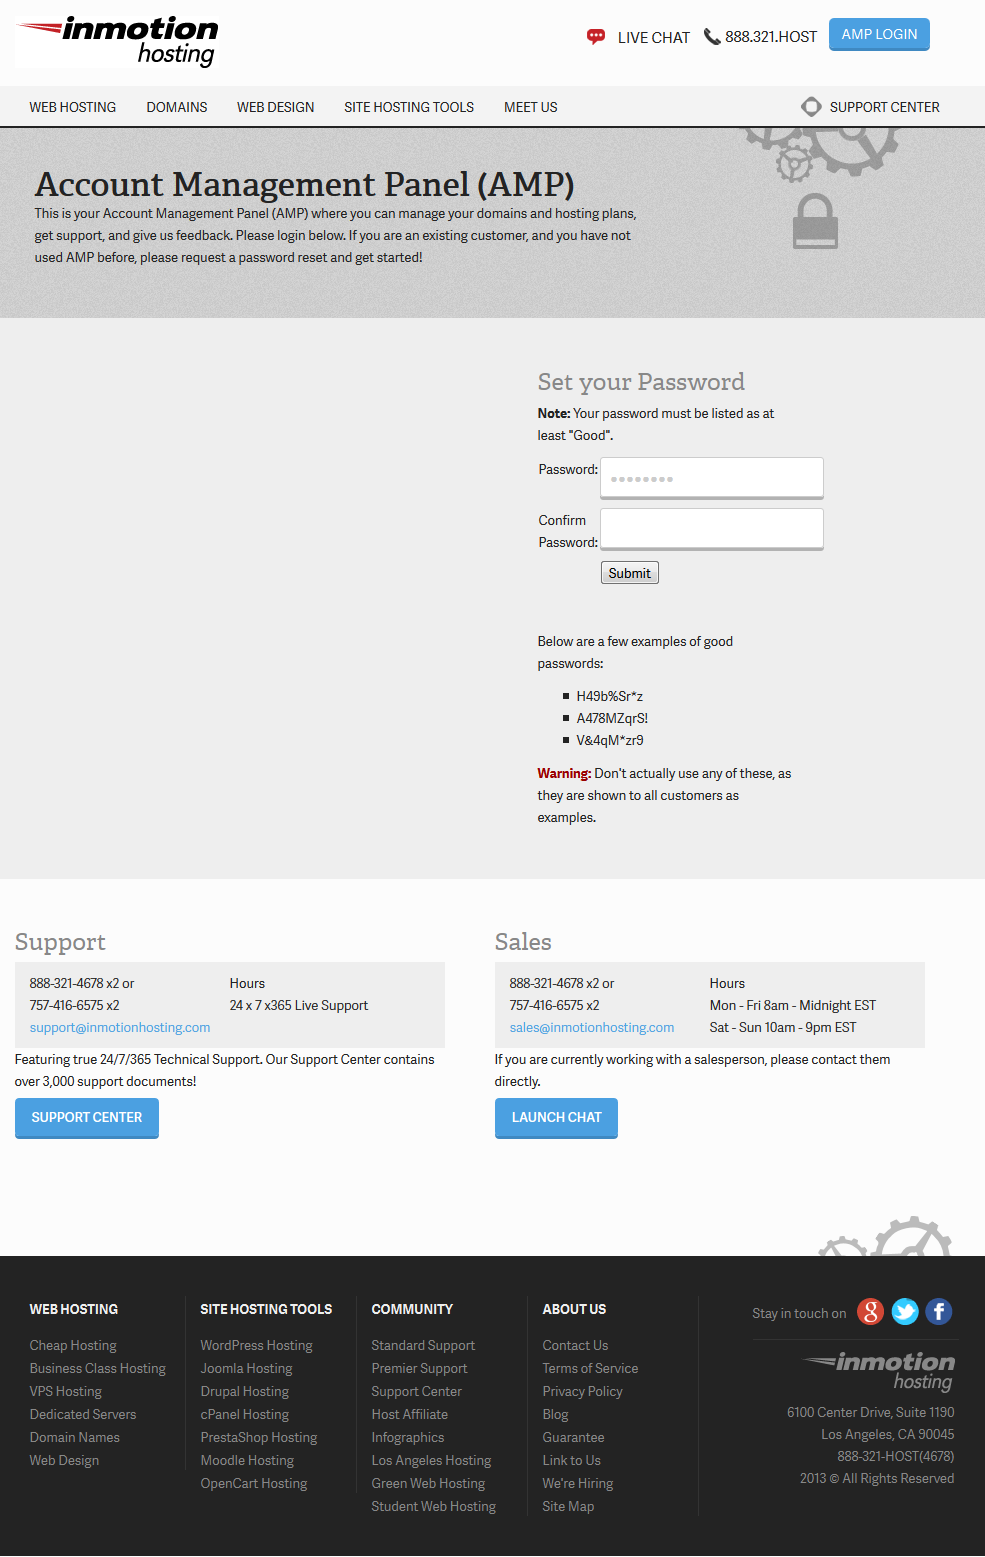 inmotion
hosting
LIVE CHAT
888.321.HOST
AMP LOGIN
WEB HOSTING
DOMAINS
WEB DESIGN
SITE HOSTING TOOLS
MEET US
SUPPORT CENTER
Account Management Panel (AMP)
This is your Account Management Panel (AMP) where you can manage your domains and hosting plans,
get support, and give us feedback. Please login below. If you are an existing customer, and you have not
used AMP before, please request a password reset and get started!
Set your Password
Note: Your password must be listed as at
least "Good".
Password:
Confirm
Password:
Submit
Below are a few examples of good
passwords:
H49b%Sr*z
A478MZqrS!
V&4qM*zr9
Warning: Don't actually use any of these, as
they are shown to all customers as
examples.
Support
888-321-4678 x2 or
757-416-6575 x2
support@inmotionhosting.com
Hours
24 x 7 x365 Live Support
Featuring true 24/7/365 Technical Support. Our Support Center contains
over 3,000 support documents!
SUPPORT CENTER
Sales
888-321-4678 x2 or
757-416-6575 x2
sales@inmotionhosting.com
Hours
Mon - Fri 8am - Midnight EST
Sat - Sun 10am - 9pm EST
If you are currently working with a salesperson, please contact them
directly.
LAUNCH CHAT
WEB HOSTING
Cheap Hosting
Business Class Hosting
VPS Hosting
Dedicated Servers
Domain Names
Web Design
SITE HOSTING TOOLS
WordPress Hosting
Joomla Hosting
Drupal Hosting
cPanel Hosting
PrestaShop Hosting
Moodle Hosting
OpenCart Hosting
COMMUNITY
Standard Support
Premier Support
Support Center
Host Affiliate
Infographics
Los Angeles Hosting
Green Web Hosting
Student Web Hosting
ABOUT US
Contact Us
Terms of Service
Privacy Policy
Blog
Guarantee
Link to Us
We're Hiring
Site Map
Stay in touch on
inmotion
hosting
6100 Center Drive, Suite 1190
Los Angeles, CA 90045
888-321-HOST(4678)
2013 © All Rights Reserved